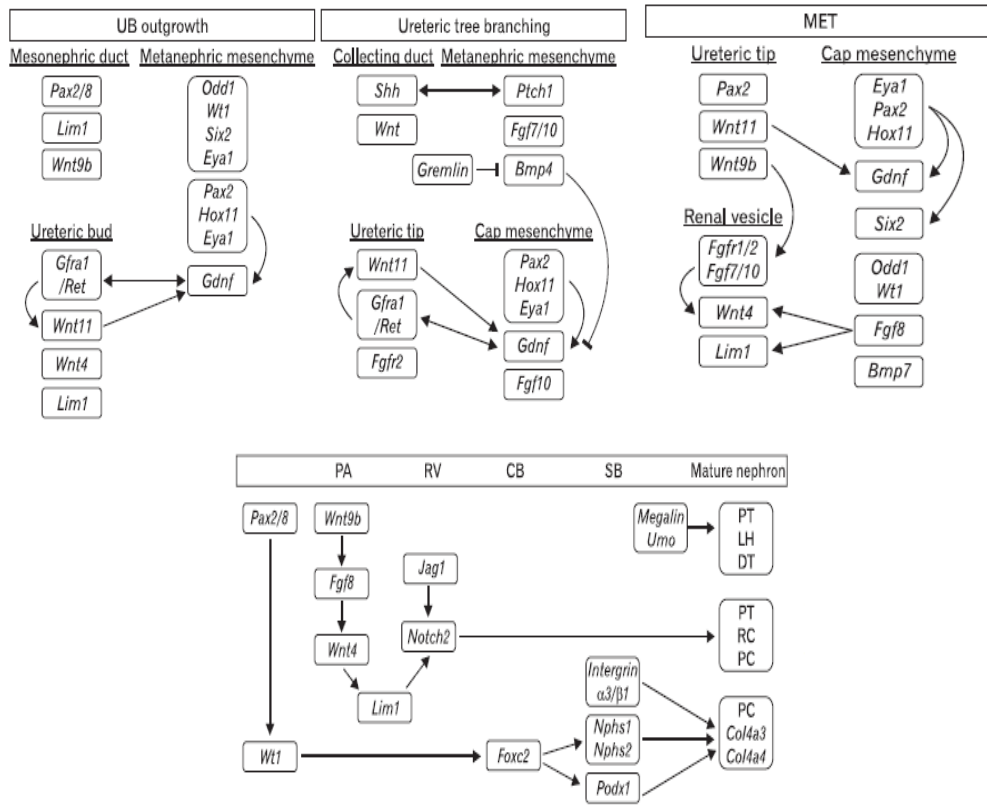 UB outgrowth
Mesonephric duct
Metanephric mesenchyme
Pax2/8
Lim1
Wnt9b
Odd1
Wt1
Six2
Eya1
Pax2
Hox11
Eya1
Ureteric bud
Gfra1
/Ret
Gdnf
Wnt11
Wnt4
Lim1
Ureteric tree branching
Collecting duct
Metanephric mesenchyme
Shh
Ptch1
Wnt
Fgf7/10
Gremlin
Bmp4
Ureteric tip
Cap mesenchyme
Wnt11
Pax2
Hox11
Eya1
Gfra1
/Ret
Gdnf
Fgfr2
Fgf10
MET
Ureteric tip
Cap mesenchyme
Pax2
Wnt11
Wnt9b
Eya1
Pax2
Hox11
Gdnf
Six2
Renal vesicle
Fgfr1/2
Fgf7/10
Odd1
Wt1
Wnt4
Fgf8
Lim1
Bmp7
PA
RV
CB
SB
Mature nephron
Pax2/8
Wnt9b
Megalin
Umo
PT
LH
DT
Fgf8
Jag1
Wnt4
Notch2
PT
RC
PC
Lim1
Intergrin
α3/β1
Wt1
Foxc2
Nphs1
Nphs2
Podx1
PC
Col4a3
Col4a4